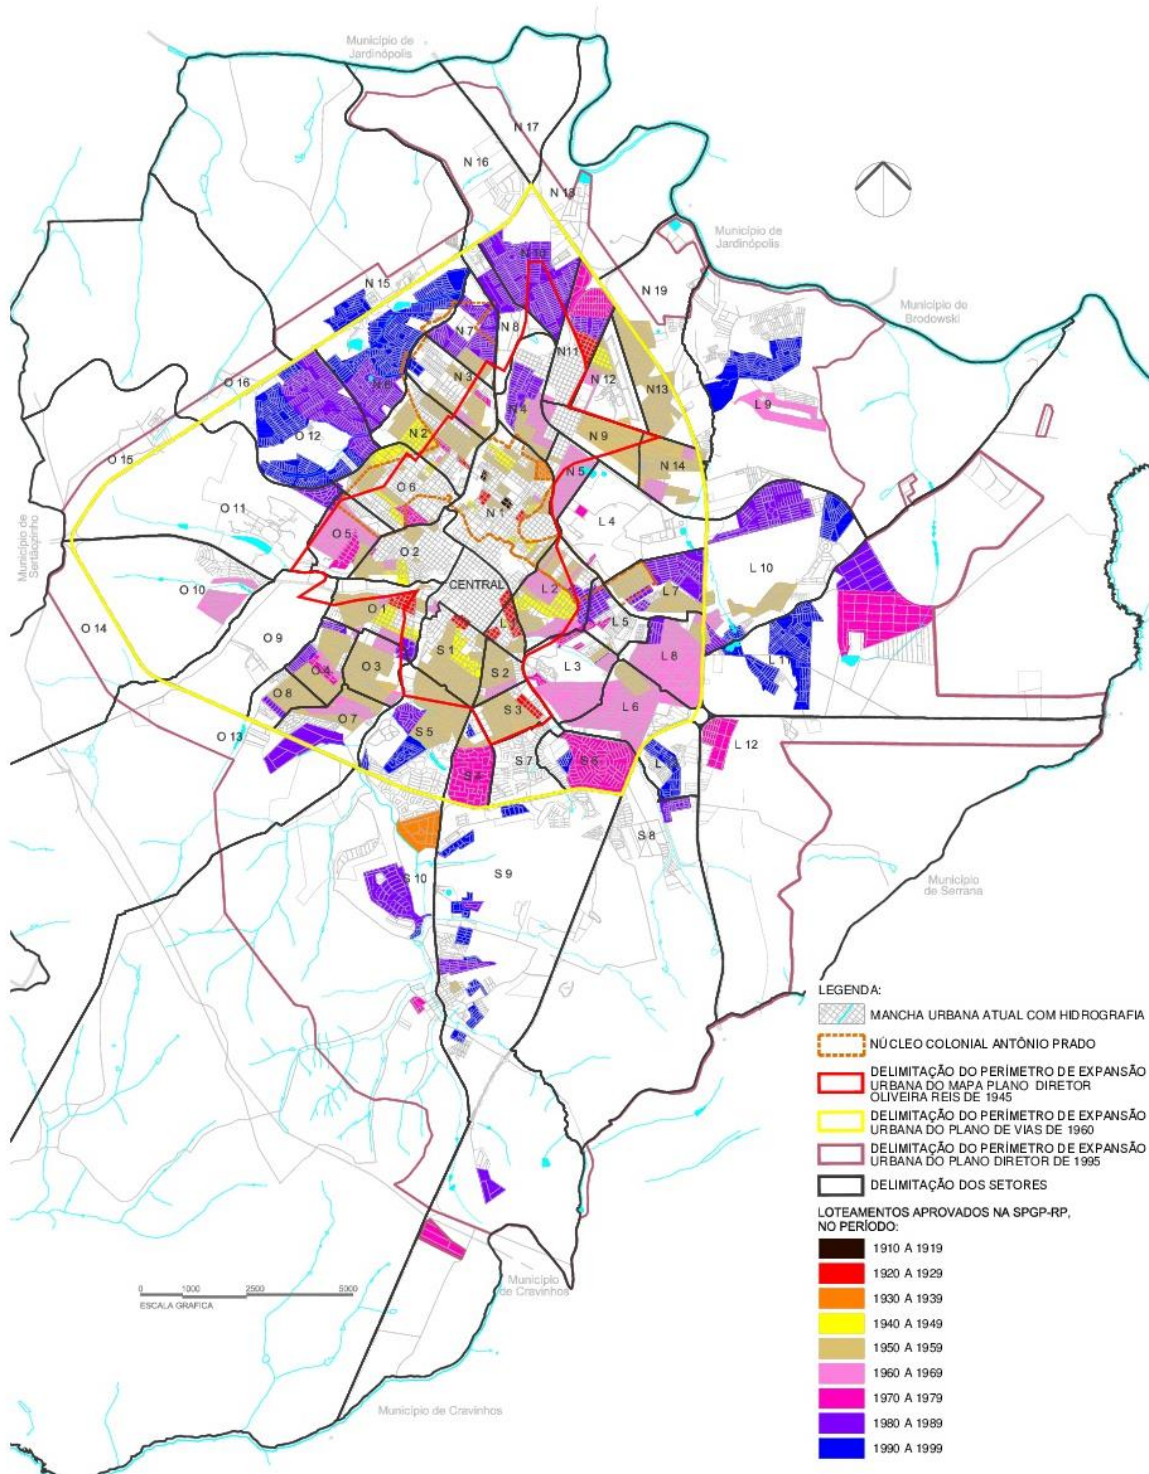 Município de
Jardinópolis
N 17
N 16
N 18
Município de
Jardinópolis
N 10
N 15
N 19
Município de
Brodowski
N 7
N 8
N11
N 3
N 12
N13
O 16
N 6
N 4
L 9
O 12
N 2
N 9
O 15
N 14
O 6
N 5
O 11
N 1
L 4
Município de
Sertãozinho
O 5
O 2
CENTRAL
L 10
O 10
L 2
L 7
O 14
O 1
L 5
O 9
S 1
L 8
O 4
O 3
S 2
L 3
O 8
L 6
O 7
S 3
O 13
S 5
L 12
S 4
S 7
S 6
S 8
S 10
S 9
Município
de Serrana
LEGENDA:
MANCHA URBANA ATUAL COM HIDROGRAFIA
NÚCLEO COLONIAL ANTÔNIO PRADO
DELIMITAÇÃO DO PERÍMETRO DE EXPANSÃO
URBANA DO MAPA PLANO DIRETOR
OLIVEIRA REIS DE 1945
DELIMITAÇÃO DO PERÍMETRO DE EXPANSÃO
URBANA DO PLANO DE VIAS DE 1960
DELIMITAÇÃO DO PERÍMETRO DE EXPANSÃO
URBANA DO PLANO DIRETOR DE 1995
DELIMITAÇÃO DOS SETORES
LOTEAMENTOS APROVADOS NA SPGP-RP,
NO PERÍODO:
1910 A 1919
1920 A 1929
1930 A 1939
1940 A 1949
1950 A 1959
1960 A 1969
1970 A 1979
1980 A 1989
1990 A 1999
0 1000 2500 5000
ESCALA GRAFICA
Município
de Cravinhos
Município de Cravinhos